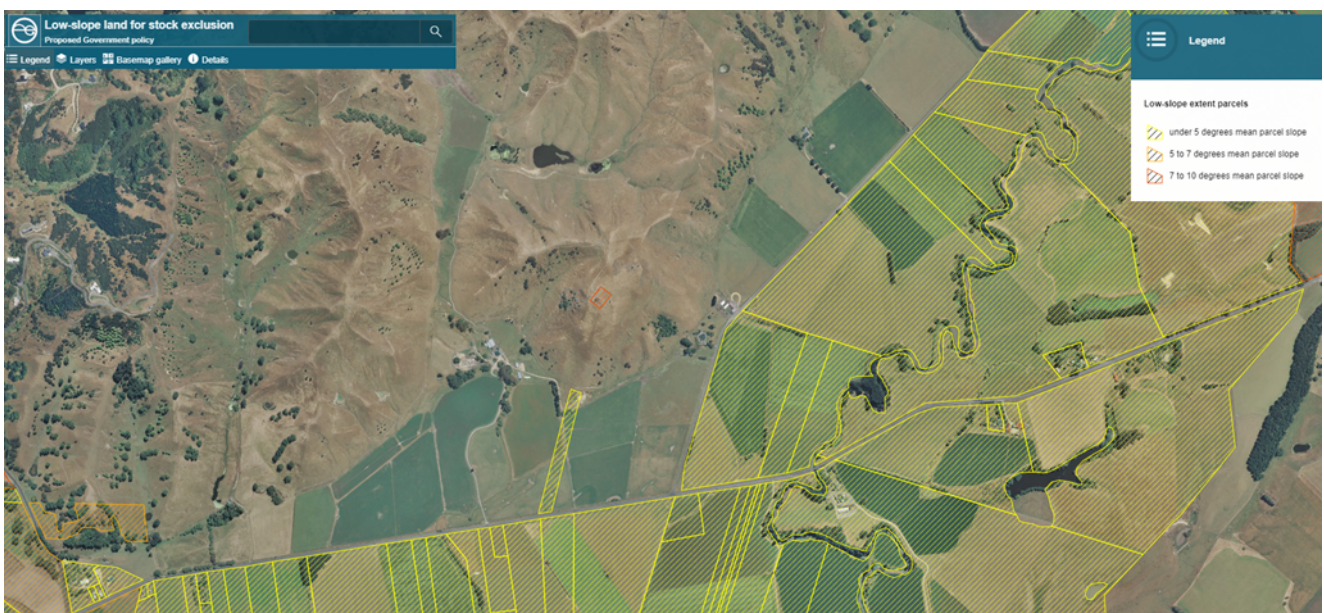 Low-slope land for stock exclusion
Proposed Government policy
Legend Layers Basemap gallery Details
Legend
Low-slope extent parcels
under 5 degrees mean parcel slope
5 to 7 degrees mean parcel slope
7 to 10 degrees mean parcel slope